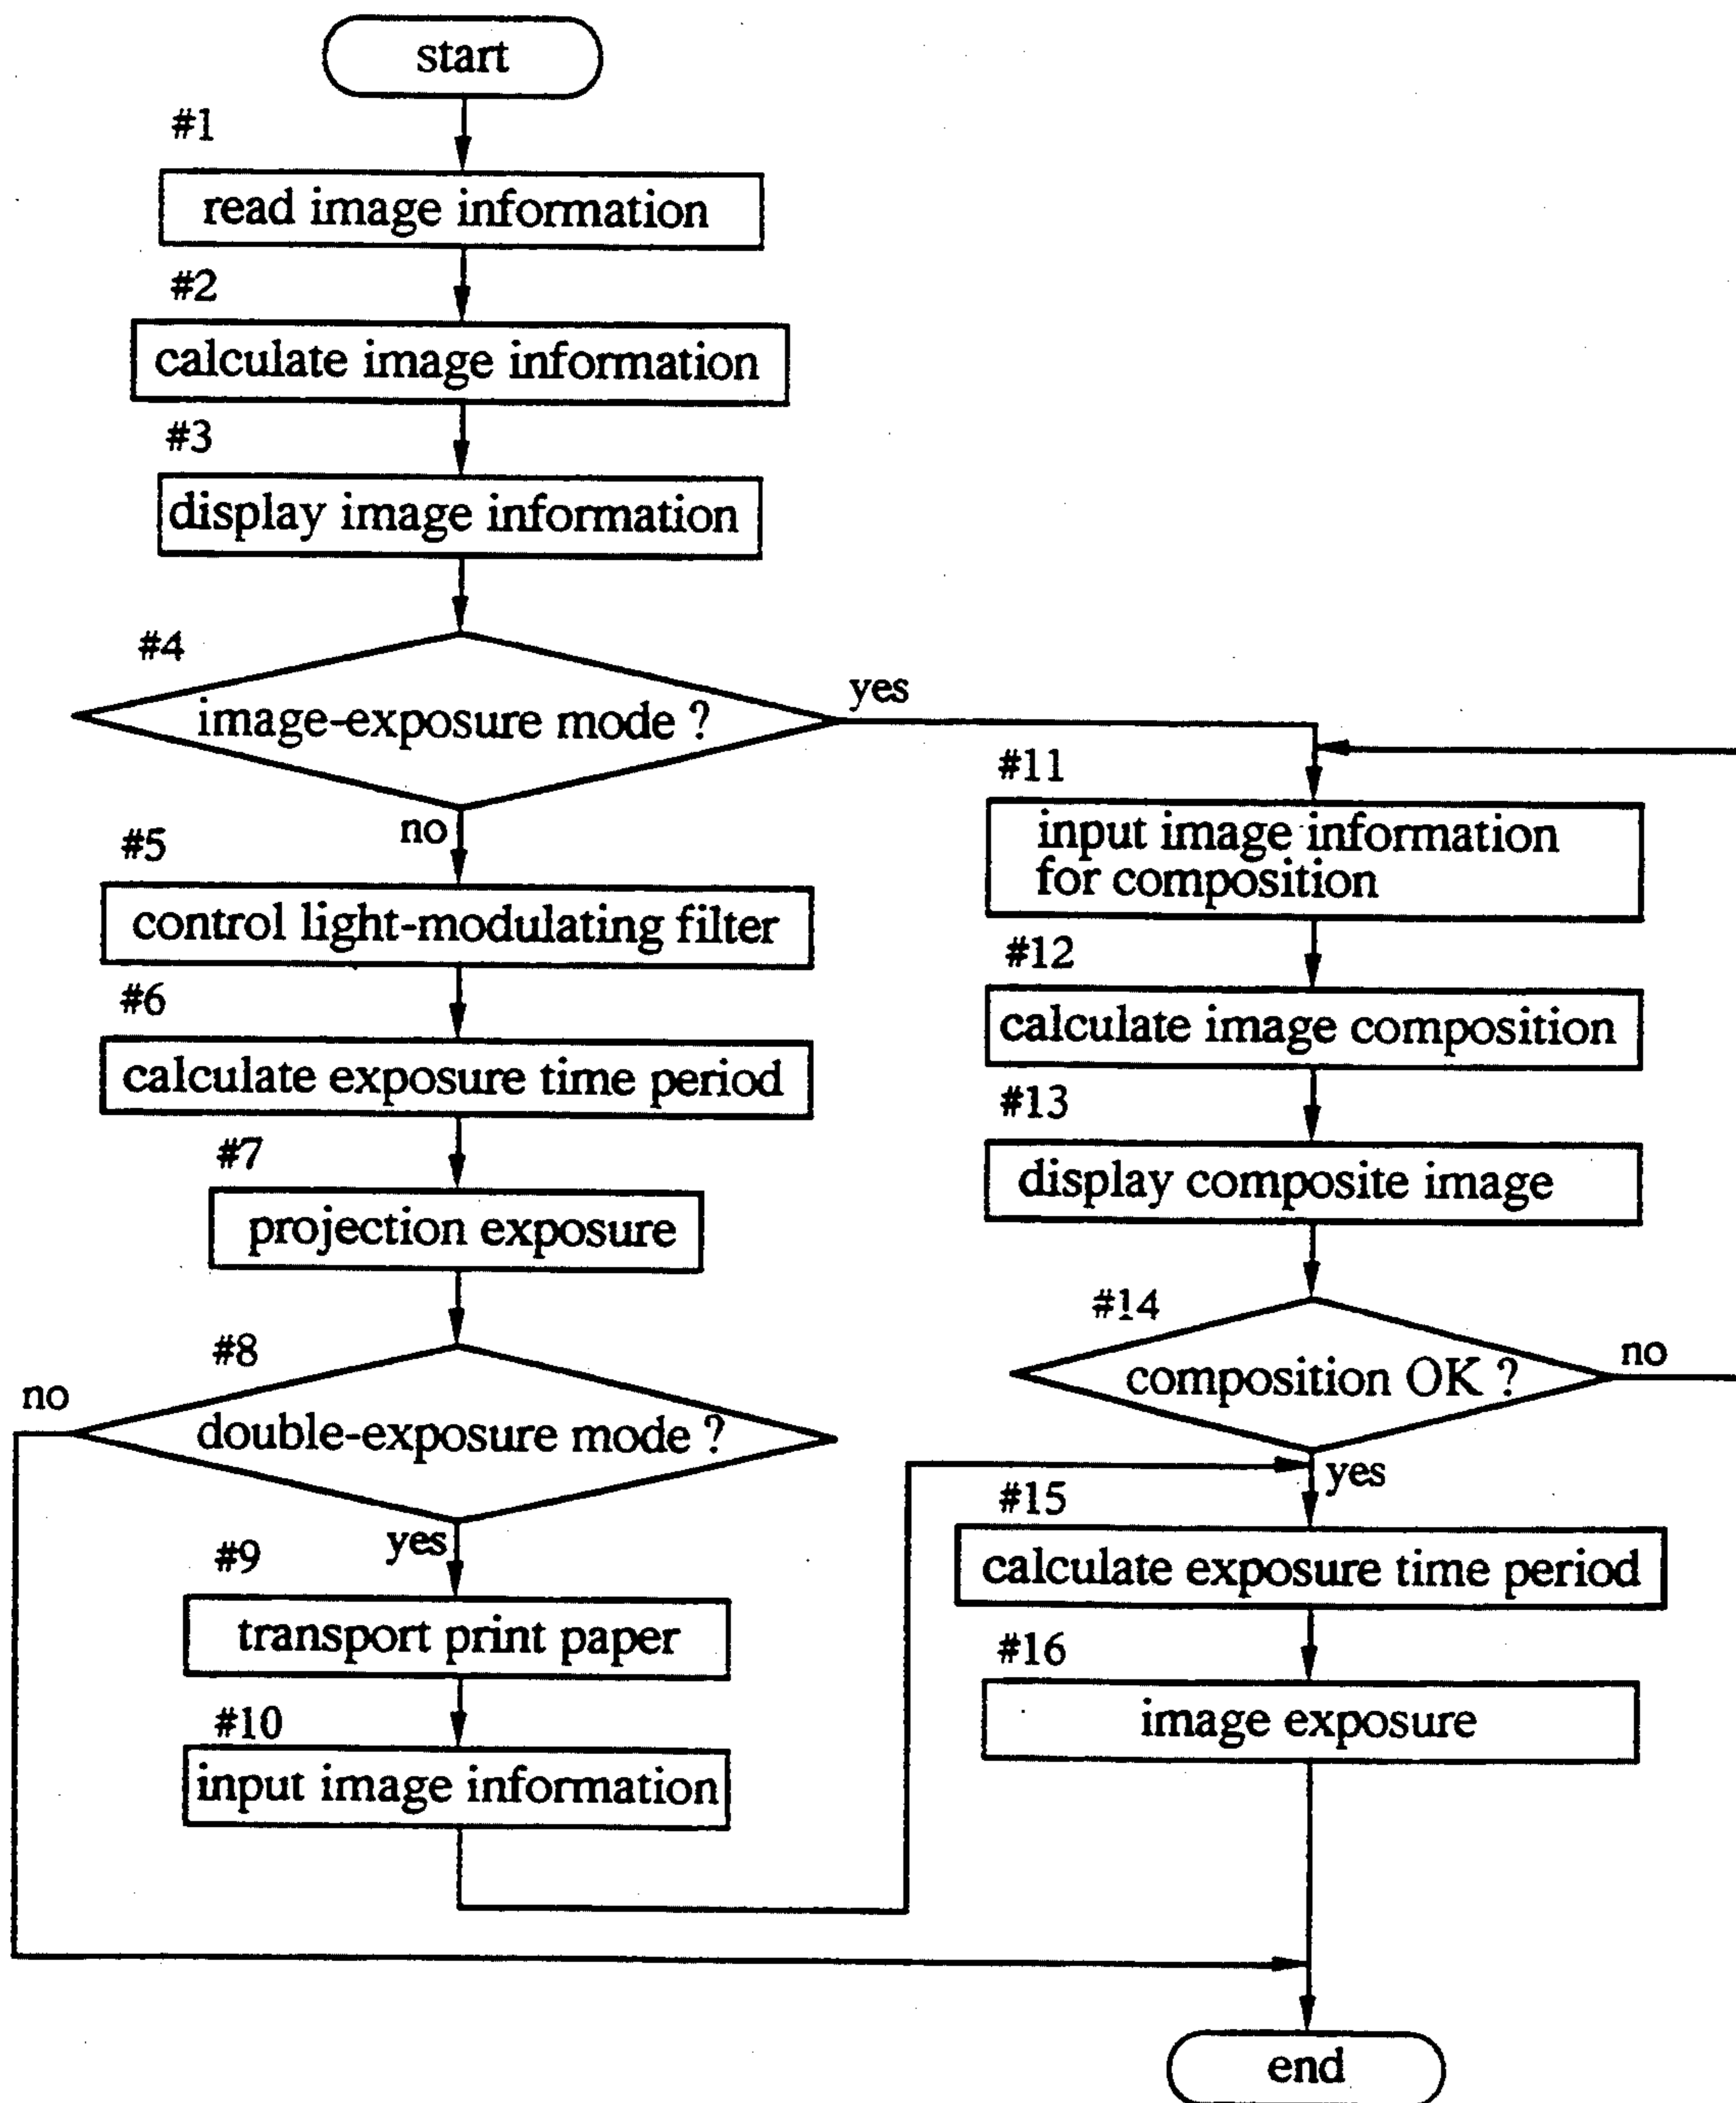 start
#1
read image information
#2
calculate image information
#3
display image information
#4
image-exposure mode ?
yes
no
#5
control light-modulating filter
#6
calculate exposure time period
#7
projection exposure
#8
no
double-exposure mode ?
yes
#9
transport print paper
#10
input image information
#11
input image information
for composition
#12
calculate image composition
#13
display composite image
#14
composition OK ?
no
yes
#15
calculate exposure time period
#16
image exposure
end